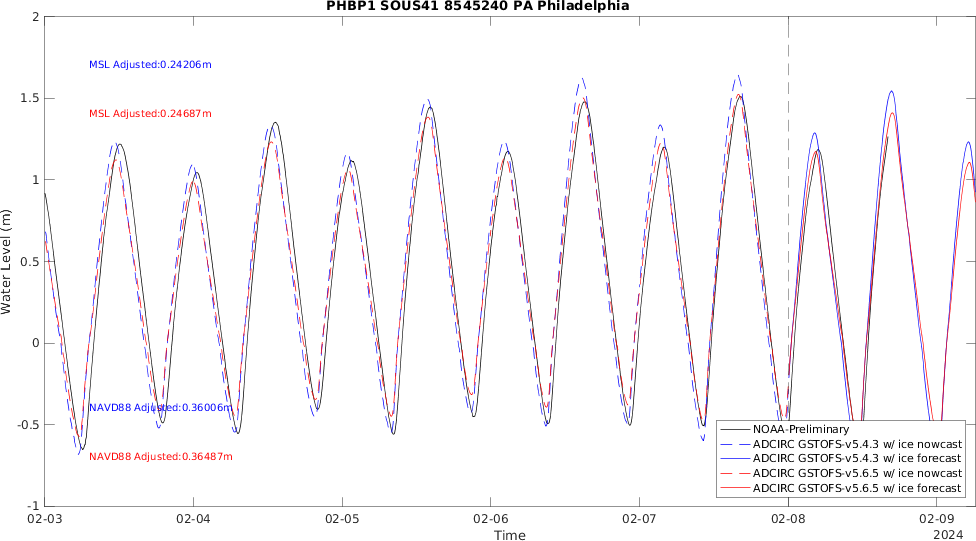 PHBP1 SOUS41 8545240 PA Philadelphia
2
MSL Adjusted:0.24206m
1.5
MSL Adjusted:0.24687m
1
Water Level (m)
0.5
0
NAVD88 Adjusted:0.36006m
-0.5
NAVD88 Adjusted:0.36487m
-1
NOAA-Preliminary
ADCIRC GSTOFS-v5.4.3 w/ ice nowcast
ADCIRC GSTOFS-v5.4.3 w/ ice forecast
ADCIRC GSTOFS-v5.6.5 w/ ice nowcast
ADCIRC GSTOFS-v5.6.5 w/ ice forecast
02-03 02-04 02-05 02-06 02-07 02-08 02-09
Time 2024